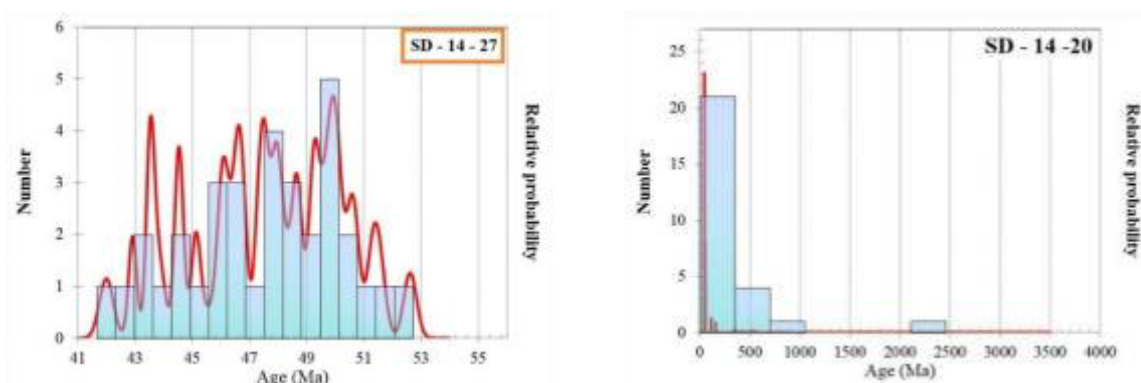 SD - 14 - 27
Number
6
5
4
3
2
1
0
41 43 45 47 49 51 53 55
Age (Ma)
Relative probability
SD - 14 -20
Number
25
20
15
10
5
0
0 500 1000 1500 2000 2500 3000 3500 4000
Age (Ma)
Relative probability